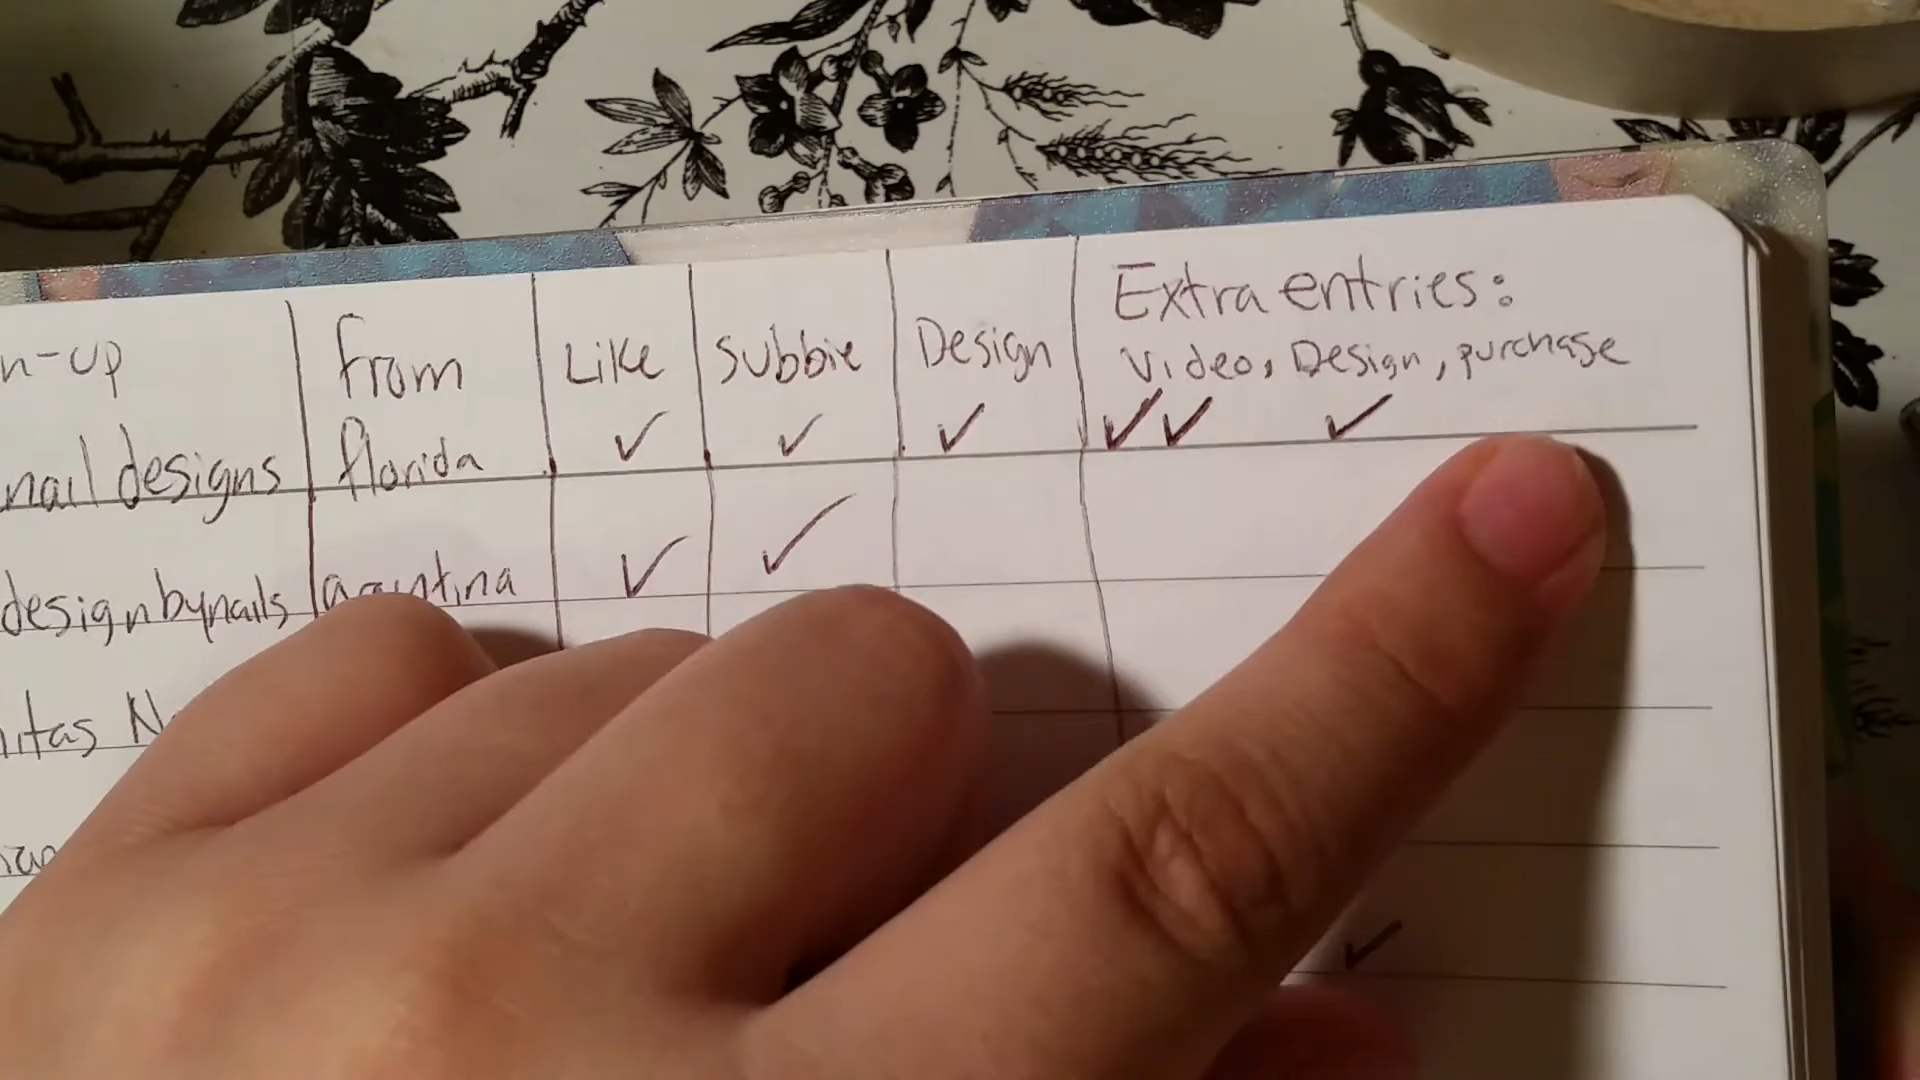 n-up from Like Subbie Design Extra entries:
Video, Design, purchase
nail designs florida ✓ ✓ ✓ ✓✓ ✓
designbynails ✓ ✓
itas
✓